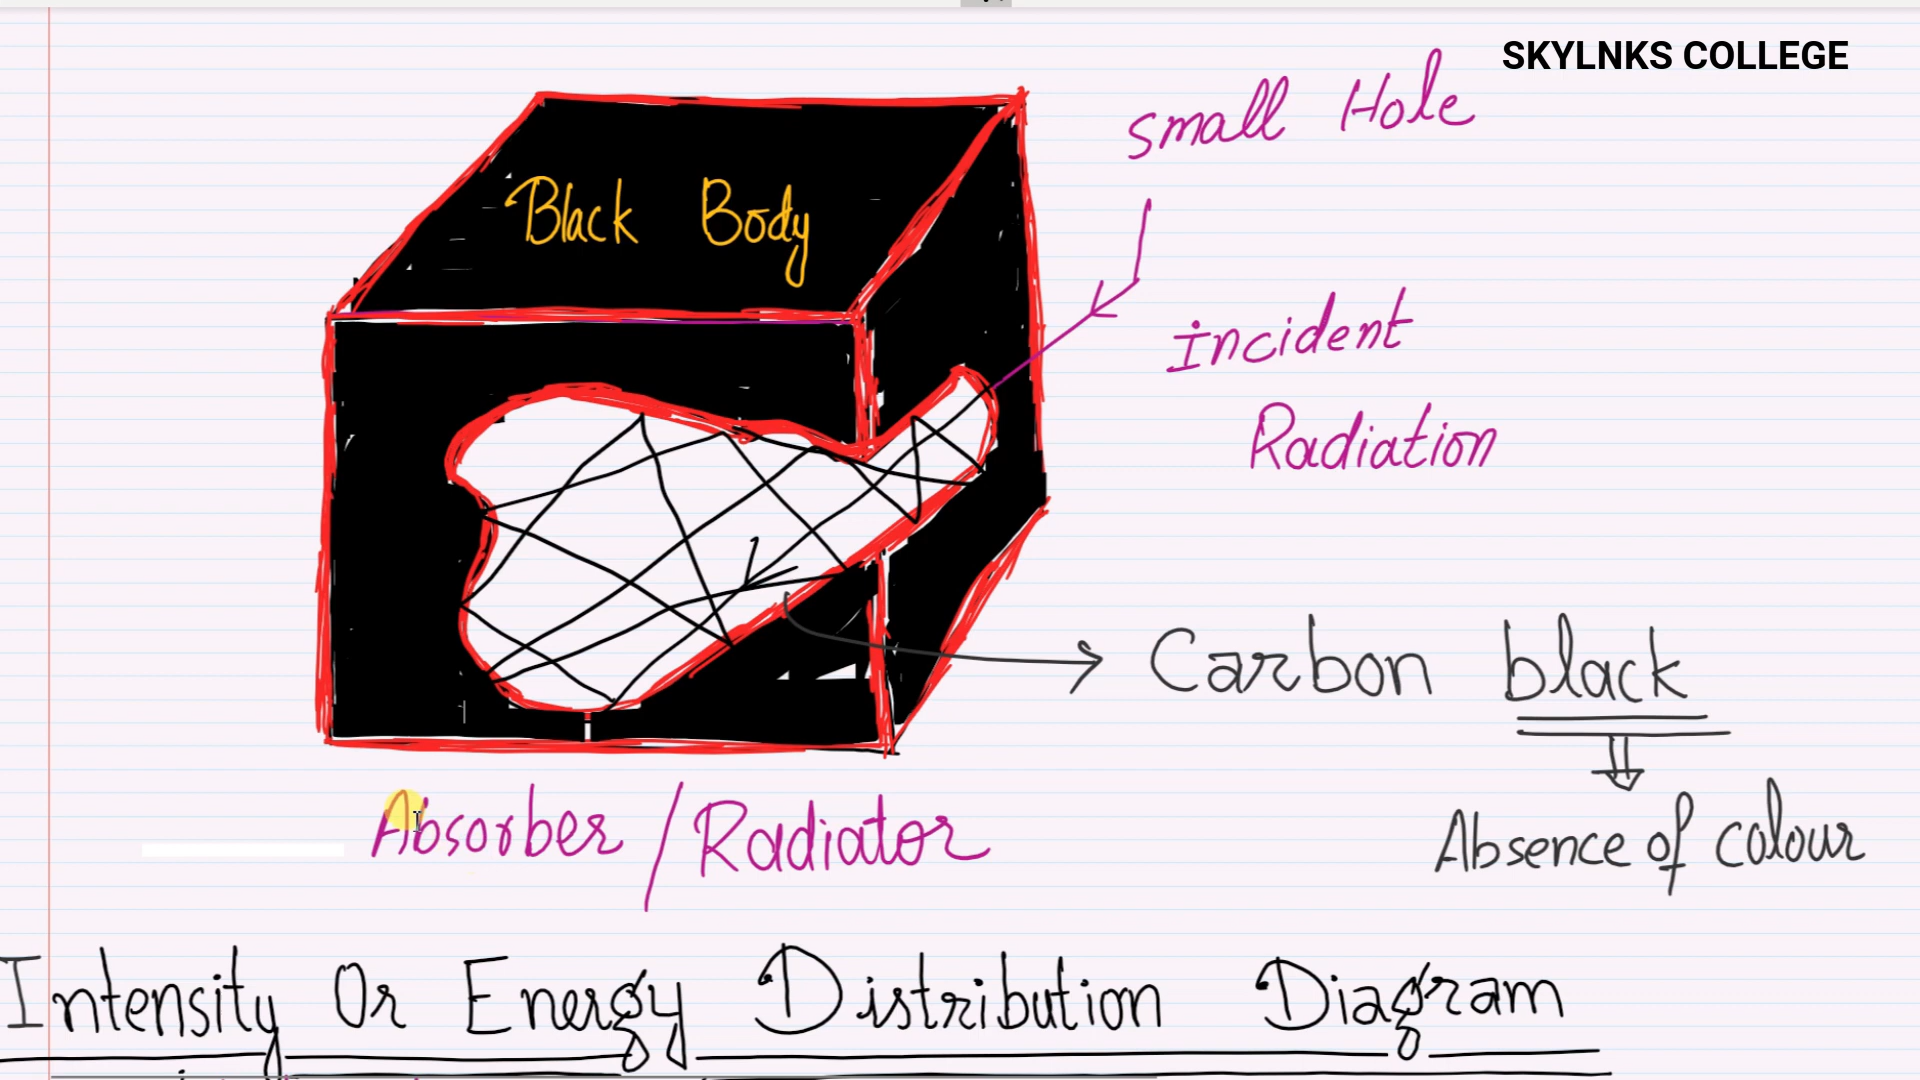 SKYLNKS COLLEGE
Small Hole
Black Body
incident
Radiation
Carbon black
Absorber / Radiator
Absence of colour
Intensity Or Energy Distribution Diagram